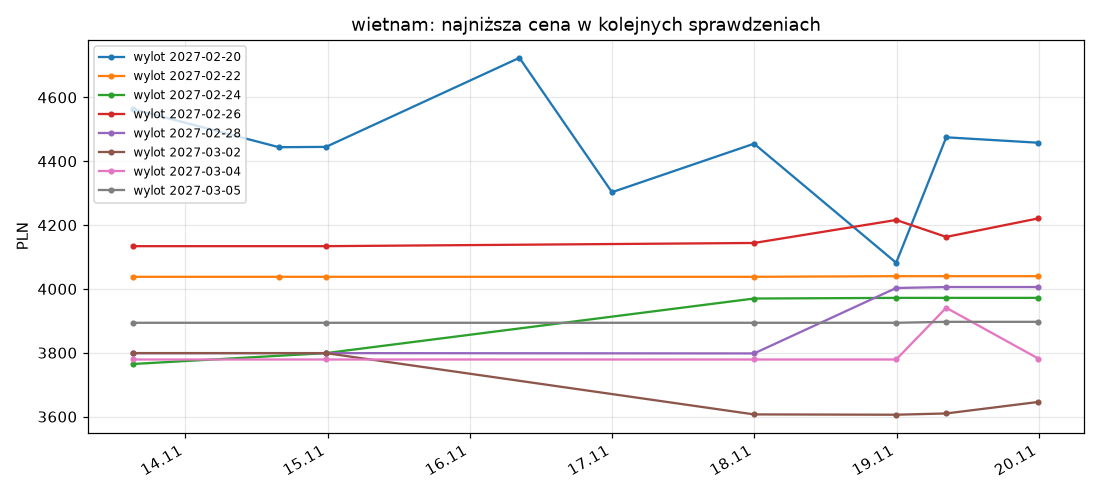 wietnam: najniższa cena w kolejnych sprawdzeniach
wylot 2027-02-20
wylot 2027-02-22
wylot 2027-02-24
wylot 2027-02-26
wylot 2027-02-28
wylot 2027-03-02
wylot 2027-03-04
wylot 2027-03-05
PLN
4600
4400
4200
4000
3800
3600
14.11
15.11
16.11
17.11
18.11
19.11
20.11